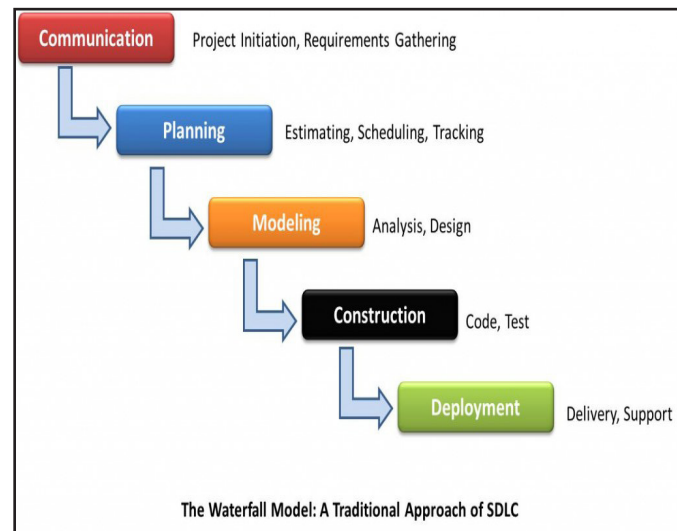 Communication Project Initiation, Requirements Gathering
Planning Estimating, Scheduling, Tracking
Modeling Analysis, Design
Construction Code, Test
Deployment Delivery, Support
The Waterfall Model: A Traditional Approach of SDLC